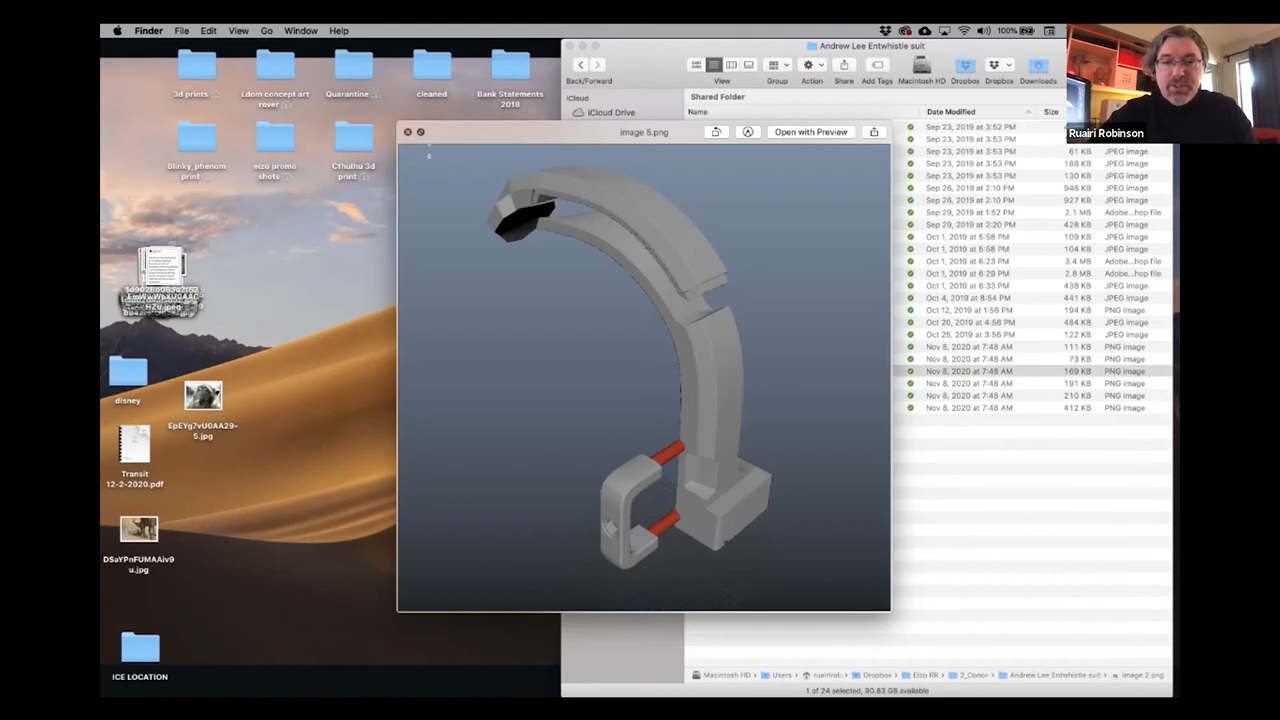 Finder File Edit View Go Window Help 100%
3d prints
Ldom concept art rover
Quarantine
cleaned
Bank Statements 2018
Blinky_phenom print
eizo promo shots
Cthulhu 3d print
disney
EpEYg7vU0AA29-5.jpg
Transit 12-2-2020.pdf
DSaYPnFUMAAiv9u.jpg
ICE LOCATION
Andrew Lee Entwhistle suit
Back/Forward View Group Action Share Add Tags Macintosh HD Dropbox Dropbox Downloads
iCloud
iCloud Drive
Shared Folder
Name Date Modified Size
image 5.png Open with Preview
Sep 23, 2019 at 3:52 PM
Sep 23, 2019 at 3:53 PM
Sep 23, 2019 at 3:53 PM 61 KB JPEG image
Sep 23, 2019 at 3:53 PM 188 KB JPEG image
Sep 23, 2019 at 3:53 PM 130 KB JPEG image
Sep 26, 2019 at 2:10 PM 946 KB JPEG image
Sep 26, 2019 at 2:10 PM 927 KB JPEG image
Sep 29, 2019 at 1:52 PM 2.1 MB Adobe...hop file
Sep 29, 2019 at 2:20 PM 428 KB JPEG image
Oct 1, 2019 at 5:58 PM 109 KB JPEG image
Oct 1, 2019 at 5:58 PM 104 KB JPEG image
Oct 1, 2019 at 6:23 PM 3.4 MB Adobe...hop file
Oct 1, 2019 at 6:29 PM 2.8 MB Adobe...hop file
Oct 1, 2019 at 6:33 PM 438 KB JPEG image
Oct 4, 2019 at 8:54 PM 441 KB JPEG image
Oct 12, 2019 at 1:56 PM 194 KB PNG image
Oct 20, 2019 at 4:56 PM 484 KB JPEG image
Oct 25, 2019 at 3:56 PM 122 KB JPEG image
Nov 8, 2020 at 7:48 AM 111 KB PNG image
Nov 8, 2020 at 7:48 AM 73 KB PNG image
Nov 8, 2020 at 7:48 AM 169 KB PNG image
Nov 8, 2020 at 7:48 AM 191 KB PNG image
Nov 8, 2020 at 7:48 AM 210 KB PNG image
Nov 8, 2020 at 7:48 AM 412 KB PNG image
Macintosh HD › Users › ruairirol › Dropbox › Eizo RR › 2_Conc › Andrew Lee Entwhistle suit › image 2.png
1 of 24 selected, 90.83 GB available
Ruairi Robinson